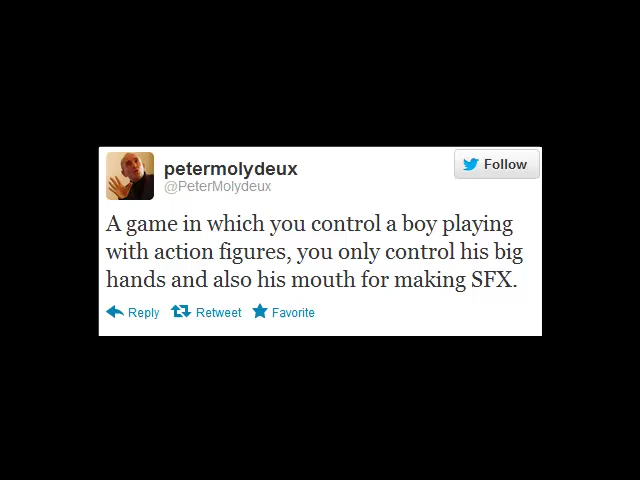 petermolydeux
@PeterMolydeux
Follow
A game in which you control a boy playing
with action figures, you only control his big
hands and also his mouth for making SFX.
Reply Retweet Favorite